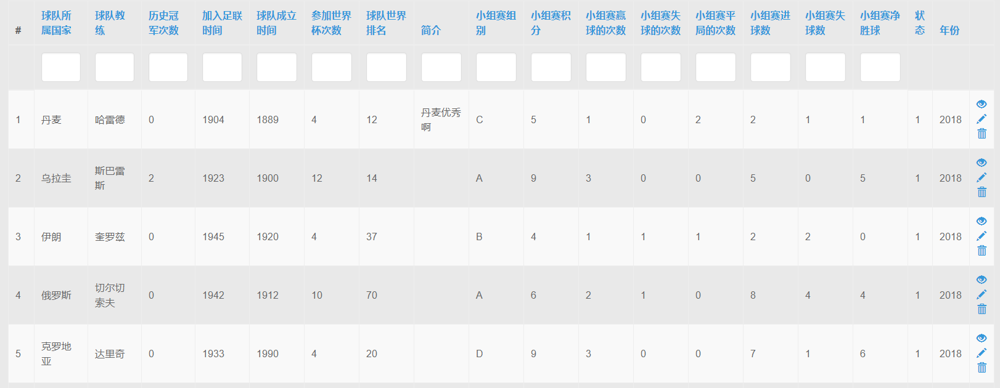 # 球队所属国家 球队教练 历史冠军次数 加入足联时间 球队成立时间 参加世界杯次数 球队世界排名 简介 小组赛组别 小组赛积分 小组赛赢球的次数 小组赛失球的次数 小组赛平局的次数 小组赛进球数 小组赛失球数 小组赛净胜球 状态 年份
1 丹麦 哈雷德 0 1904 1889 4 12 丹麦优秀啊 C 5 1 0 2 2 1 1 1 2018
2 乌拉圭 斯巴雷斯 2 1923 1900 12 14 A 9 3 0 0 5 0 5 1 2018
3 伊朗 奎罗兹 0 1945 1920 4 37 B 4 1 1 1 2 2 0 1 2018
4 俄罗斯 切尔切索夫 0 1942 1912 10 70 A 6 2 1 0 8 4 4 1 2018
5 克罗地亚 达里奇 0 1933 1990 4 20 D 9 3 0 0 7 1 6 1 2018